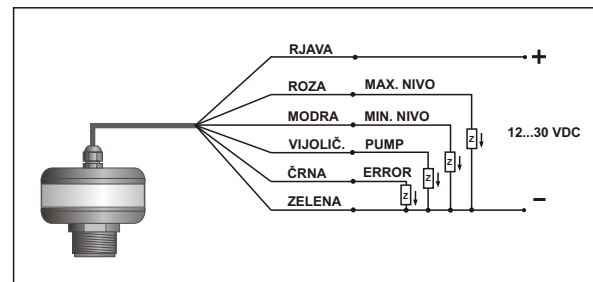 RJAVA +
ROZA MAX. NIVO
MODRA MIN. NIVO
12...30 VDC
VIJOLIČ. PUMP
ČRNA ERROR
ZELENA −
Z
Z
Z
Z